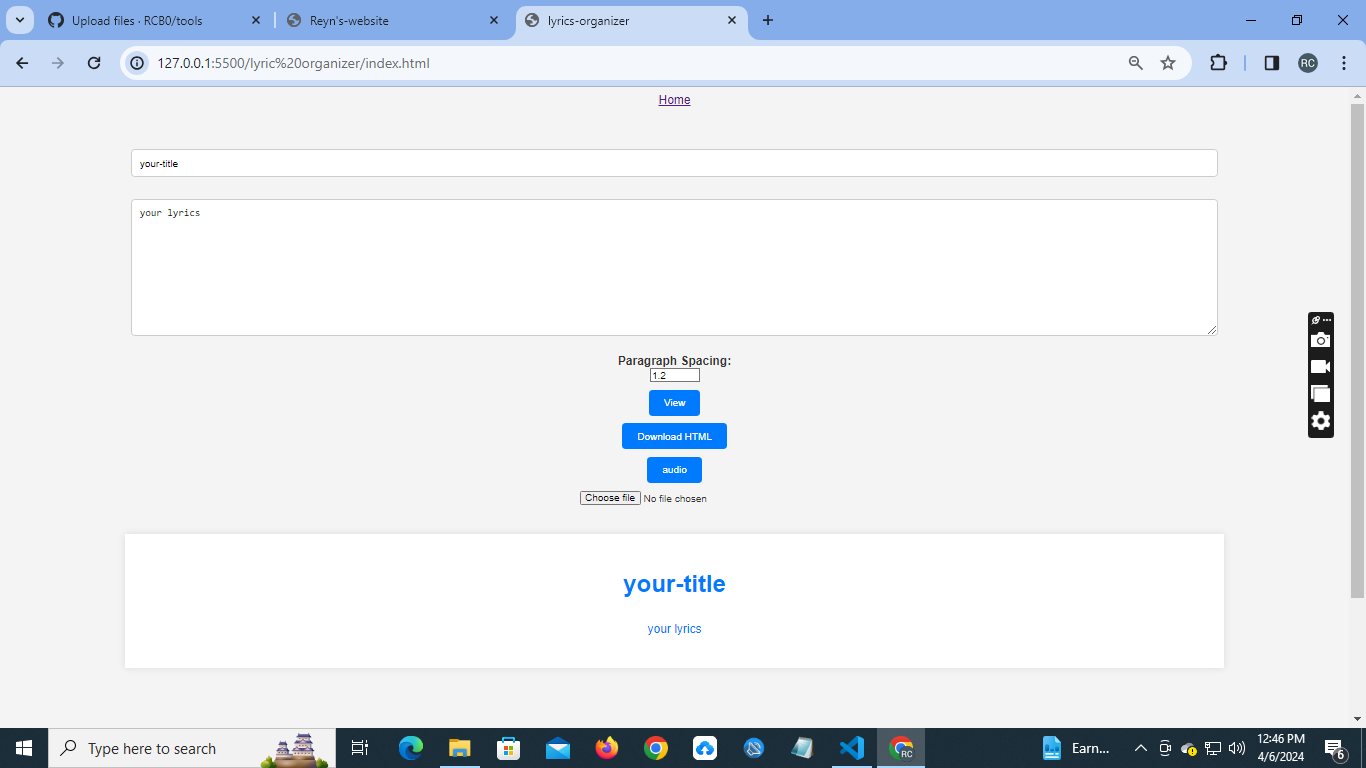 Upload files · RCB0/tools
Reyn's-website
lyrics-organizer
127.0.0.1:5500/lyric%20organizer/index.html
RC
Home
your-title
your lyrics
Paragraph Spacing:
1.2
View
Download HTML
audio
Choose file No file chosen
your-title
your lyrics
Type here to search
RC
Earn...
12:46 PM
4/6/2024
6